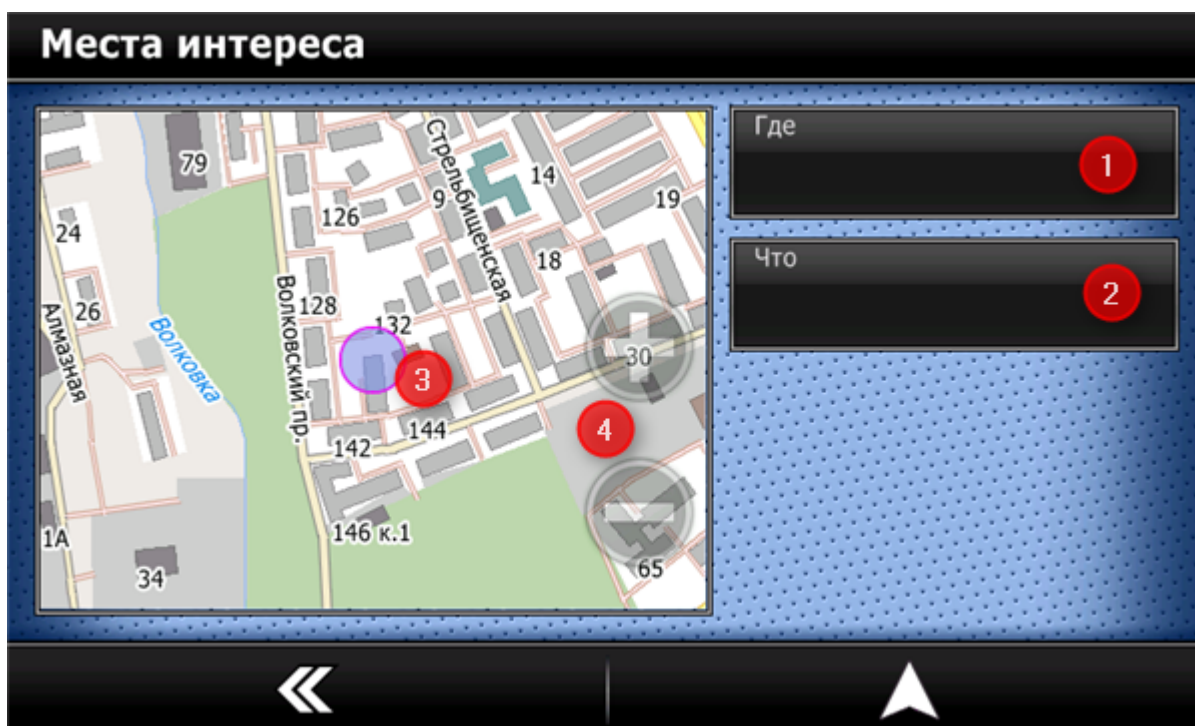 Места интереса
Где
1
Что
2
79
14
19
9
126
24
Стрельбищенская
18
26
128
132
Алмазная
Волковка
Волковский пр.
30
3
4
142
144
1А
146 к.1
34
65